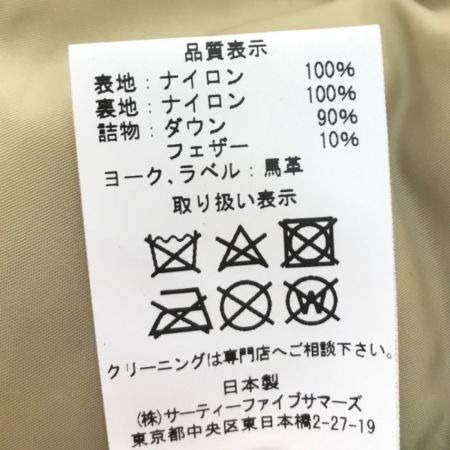 品質表示
表地：ナイロン 100%
裏地：ナイロン 100%
詰物：ダウン 90%
フェザー 10%
ヨーク、ラベル：馬革
取り扱い表示
W
クリーニングは専門店へご相談下さい。
日本製
(株)サーティーファイブサマーズ
東京都中央区東日本橋2-27-19